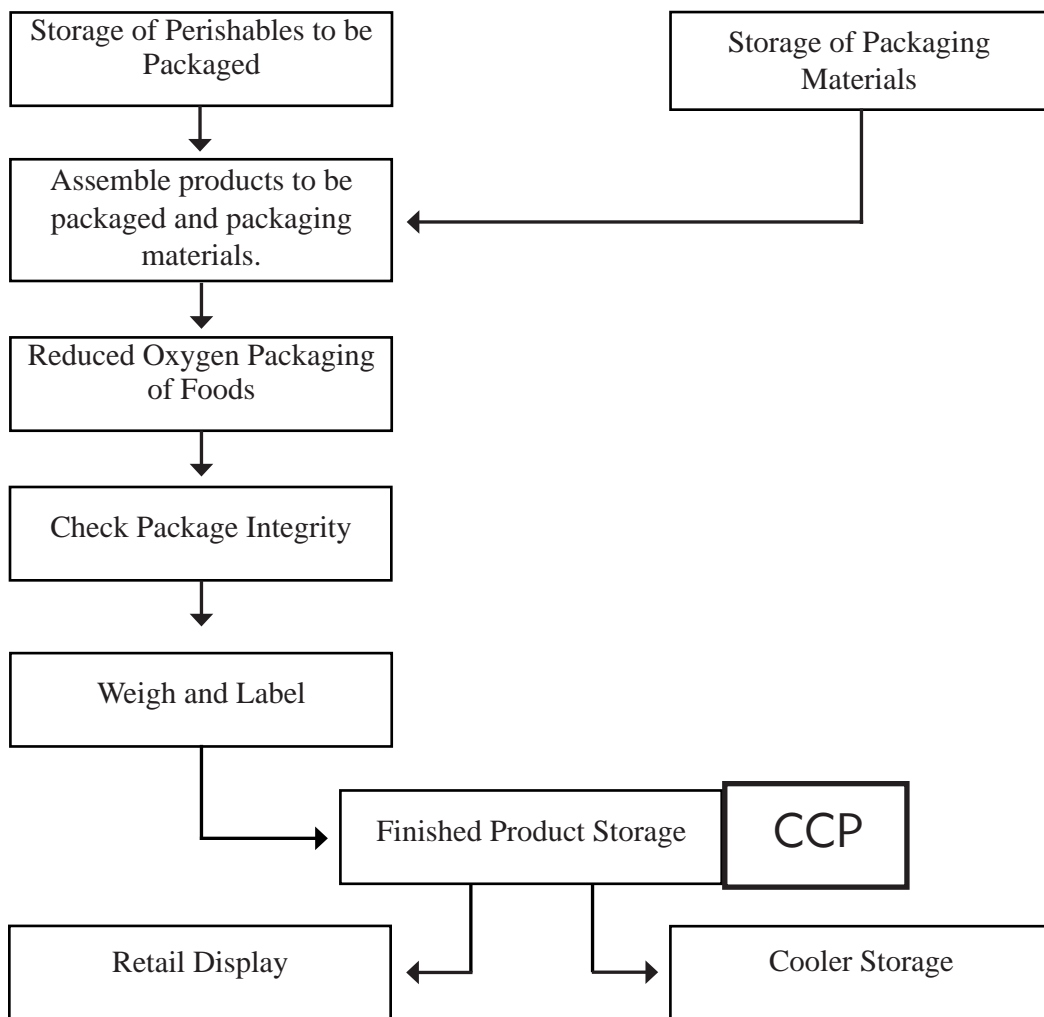 Storage of Perishables to be
Packaged
Storage of Packaging
Materials
Assemble products to be
packaged and packaging
materials.
Reduced Oxygen Packaging
of Foods
Check Package Integrity
Weigh and Label
Finished Product Storage
CCP
Retail Display
Cooler Storage